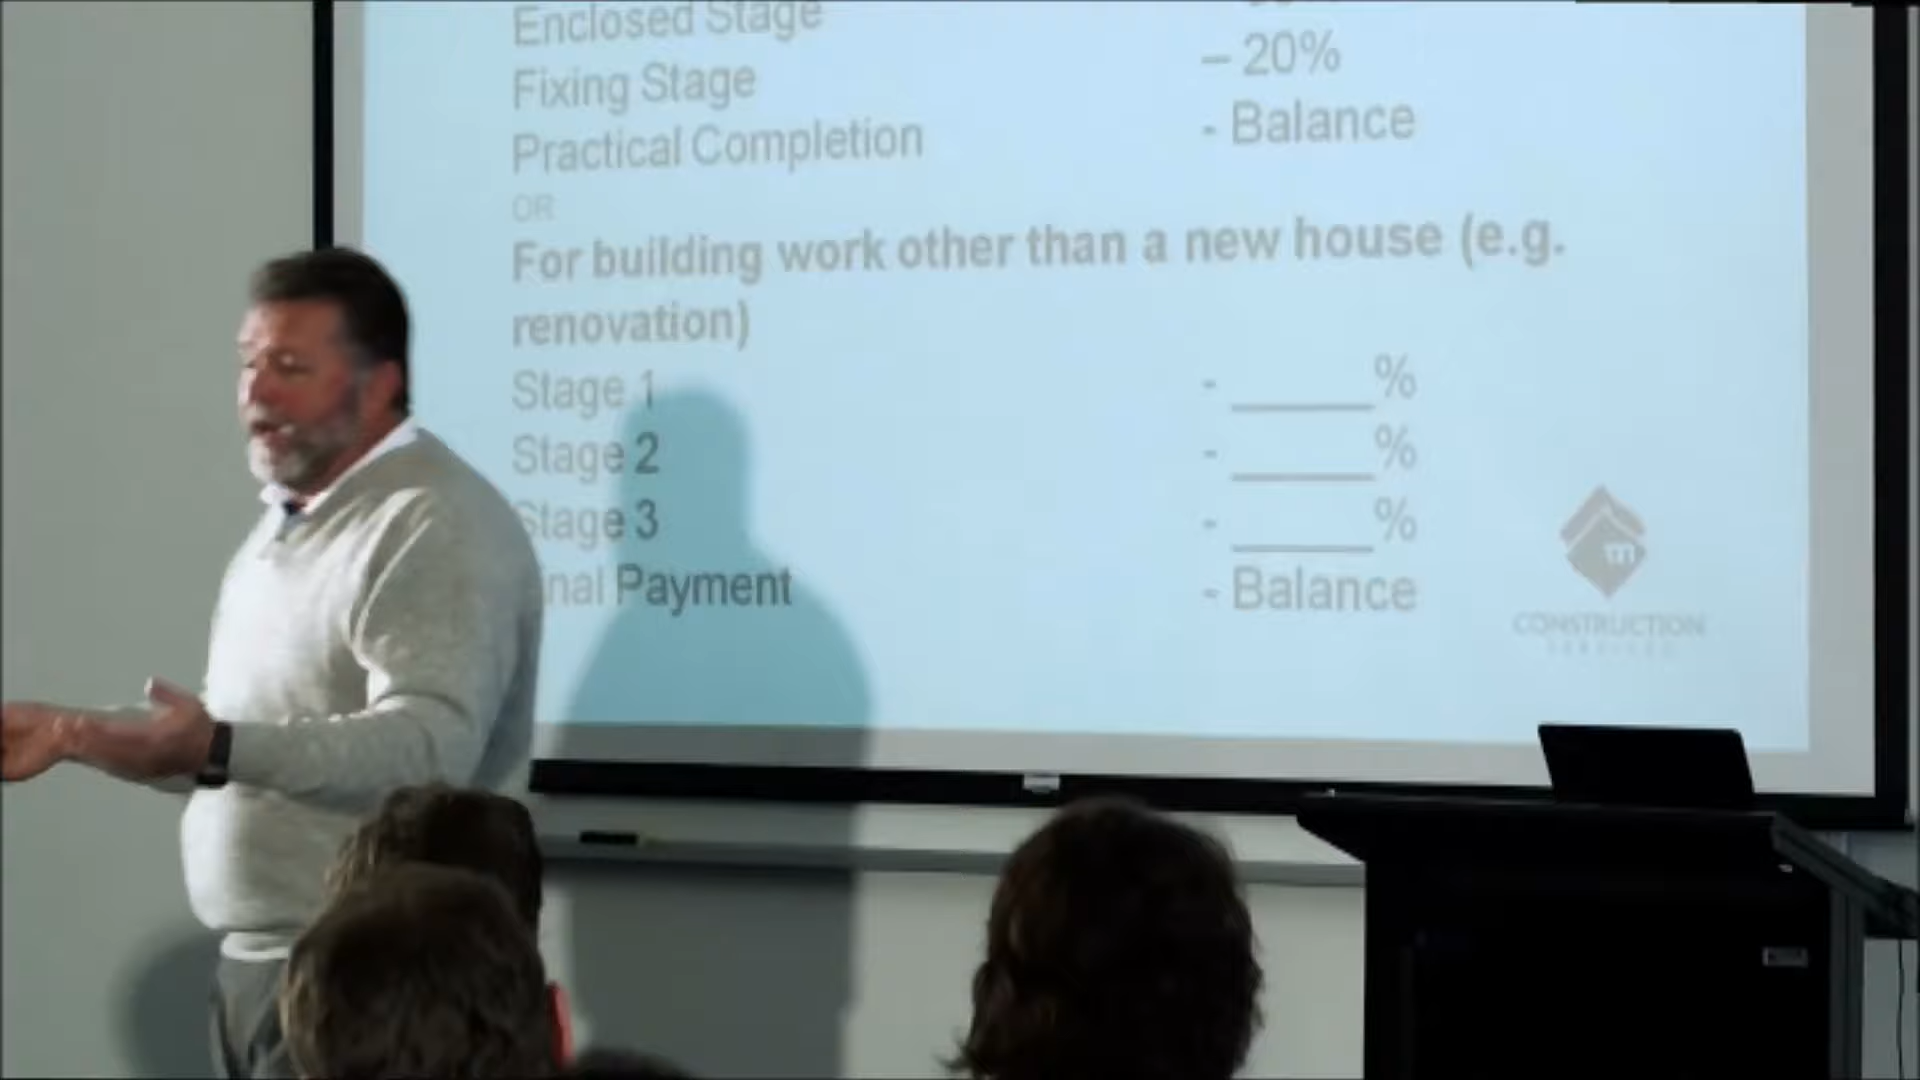 Enclosed Stage
Fixing Stage – 20%
Practical Completion - Balance
OR
For building work other than a new house (e.g.
renovation)
Stage 1 - ______%
Stage 2 - ______%
Stage 3 - ______%
Payment - Balance
m
CONSTRUCTION
SERVICES